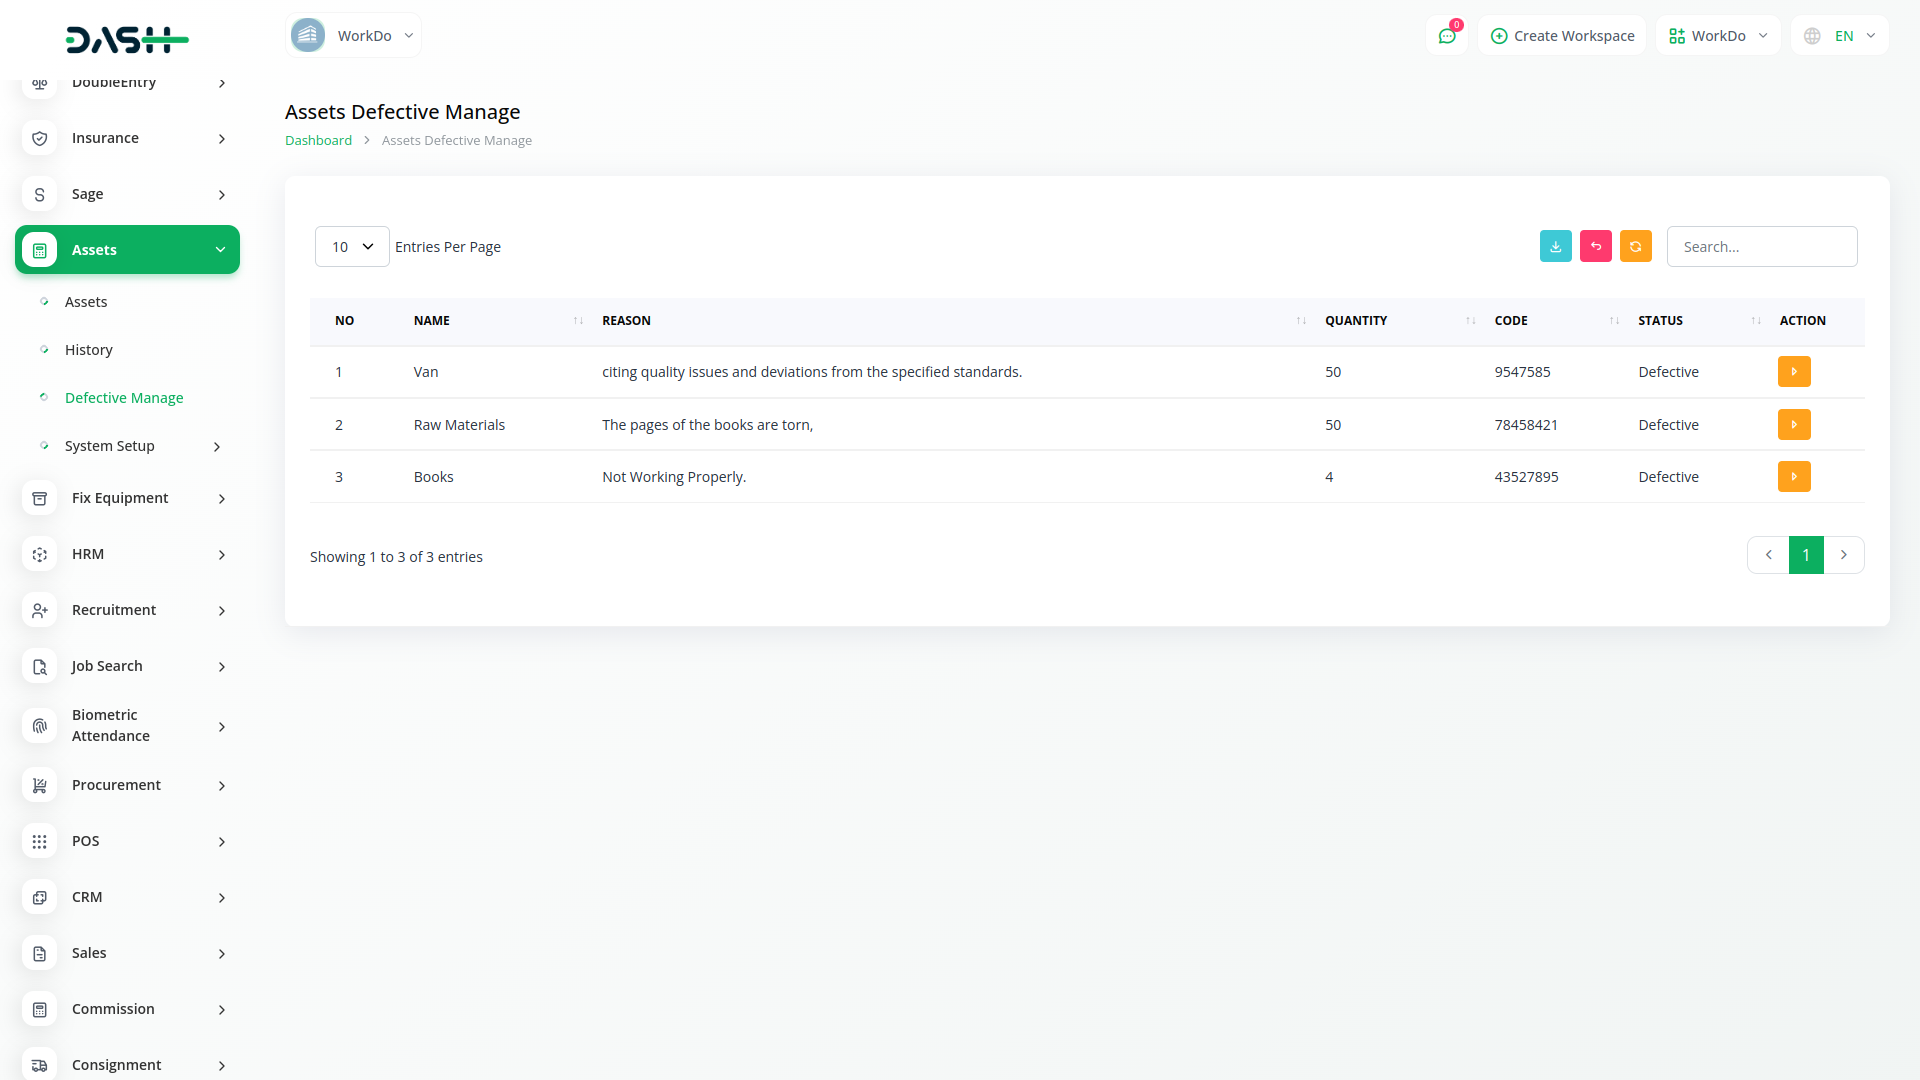 DASH
WorkDo
0
Create Workspace
WorkDo
EN
DoubleEntry
Insurance
Sage
S
Assets
Assets
History
Defective Manage
System Setup
Fix Equipment
HRM
Recruitment
Job Search
Biometric
Attendance
Procurement
POS
CRM
Sales
Commission
Consignment
Assets Defective Manage
Dashboard > Assets Defective Manage
10 Entries Per Page
Search...
NO NAME REASON QUANTITY CODE STATUS ACTION
1 Van citing quality issues and deviations from the specified standards. 50 9547585 Defective
2 Raw Materials The pages of the books are torn, 50 78458421 Defective
3 Books Not Working Properly. 4 43527895 Defective
Showing 1 to 3 of 3 entries
1